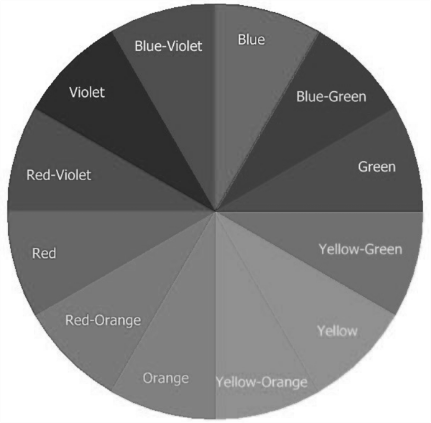 Blue-Violet
Blue
Violet
Blue-Green
Red-Violet
Green
Red
Yellow-Green
Red-Orange
Yellow
Orange
Yellow-Orange